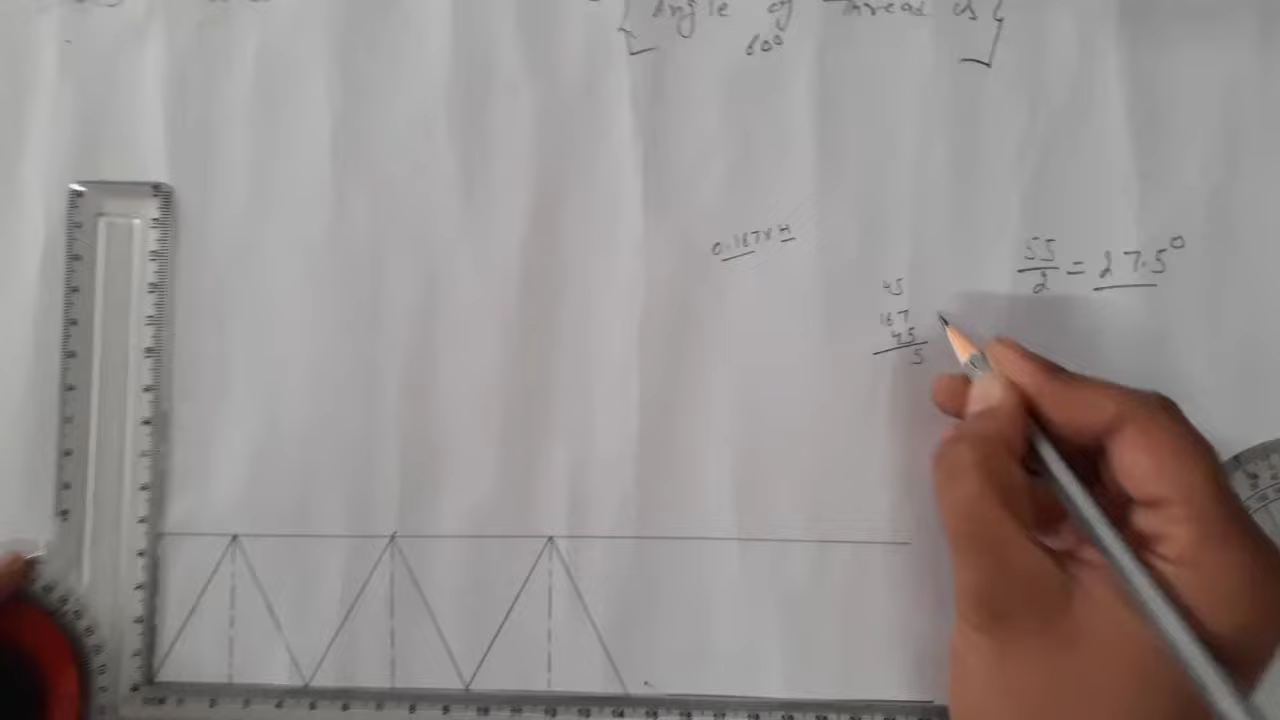 Angle of Thread is
60°
0.167×H
55/2 = 27.5°
45
167
45
5